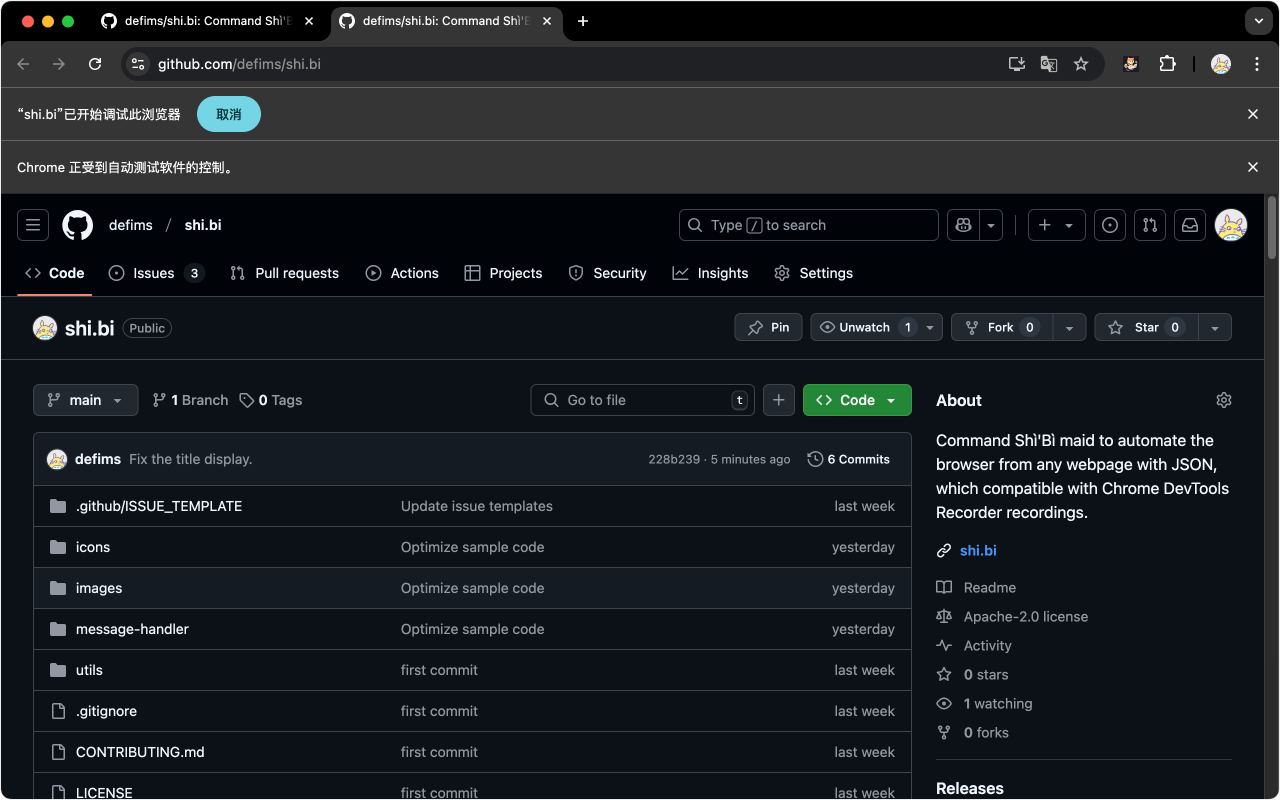 defims/shi.bi: Command Shì'B
defims/shi.bi: Command Shì'B
github.com/defims/shi.bi
“shi.bi”已开始调试此浏览器
取消
Chrome 正受到自动测试软件的控制。
defims / shi.bi
Type / to search
Code
Issues 3
Pull requests
Actions
Projects
Security
Insights
Settings
shi.bi Public
Pin
Unwatch 1
Fork 0
Star 0
main
1 Branch
0 Tags
Go to file t
Code
defims Fix the title display. 228b239 · 5 minutes ago 6 Commits
.github/ISSUE_TEMPLATE Update issue templates last week
icons Optimize sample code yesterday
images Optimize sample code yesterday
message-handler Optimize sample code yesterday
utils first commit last week
.gitignore first commit last week
CONTRIBUTING.md first commit last week
LICENSE first commit last week
About
Command Shì'Bì maid to automate the
browser from any webpage with JSON,
which compatible with Chrome DevTools
Recorder recordings.
shi.bi
Readme
Apache-2.0 license
Activity
0 stars
1 watching
0 forks
Releases